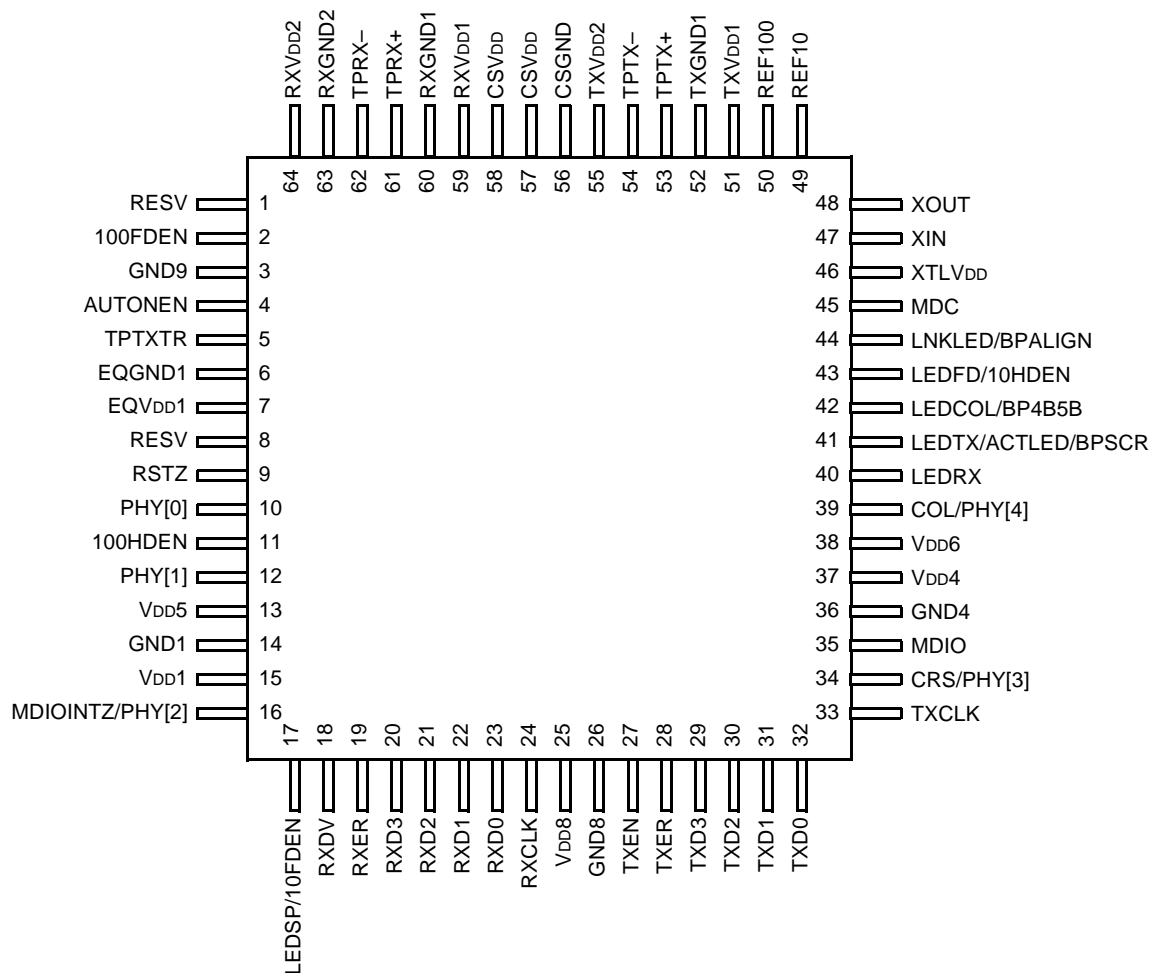 RXVDD2
RXGND2
TPRX–
TPRX+
RXGND1
RXVDD1
CSVDD
CSVDD
CSGND
TXVDD2
TPTX–
TPTX+
TXGND1
TXVDD1
REF100
REF10
64 63 62 61 60 59 58 57 56 55 54 53 52 51 50 49
RESV 1
100FDEN 2
GND9 3
AUTONEN 4
TPTXTR 5
EQGND1 6
EQVDD1 7
RESV 8
RSTZ 9
PHY[0] 10
100HDEN 11
PHY[1] 12
VDD5 13
GND1 14
VDD1 15
MDIOINTZ/PHY[2] 16
48 XOUT
47 XIN
46 XTLVDD
45 MDC
44 LNKLED/BPALIGN
43 LEDFD/10HDEN
42 LEDCOL/BP4B5B
41 LEDTX/ACTLED/BPSCR
40 LEDRX
39 COL/PHY[4]
38 VDD6
37 VDD4
36 GND4
35 MDIO
34 CRS/PHY[3]
33 TXCLK
17 18 19 20 21 22 23 24 25 26 27 28 29 30 31 32
LEDSP/10FDEN
RXDV
RXER
RXD3
RXD2
RXD1
RXD0
RXCLK
VDD8
GND8
TXEN
TXER
TXD3
TXD2
TXD1
TXD0